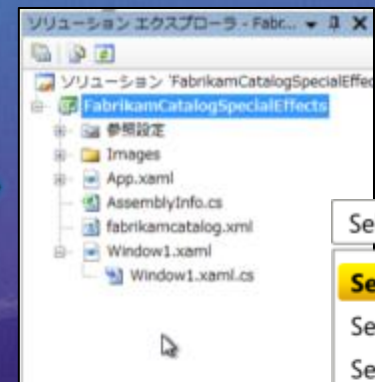 ソリューション エクスプローラ - Fabr...
ソリューション 'FabrikamCatalogSpecialEffec
FabrikamCatalogSpecialEffects
参照設定
Images
App.xaml
AssemblyInfo.cs
fabrikamcatalog.xml
Window1.xaml
Window1.xaml.cs
Se
Se
Se
Se